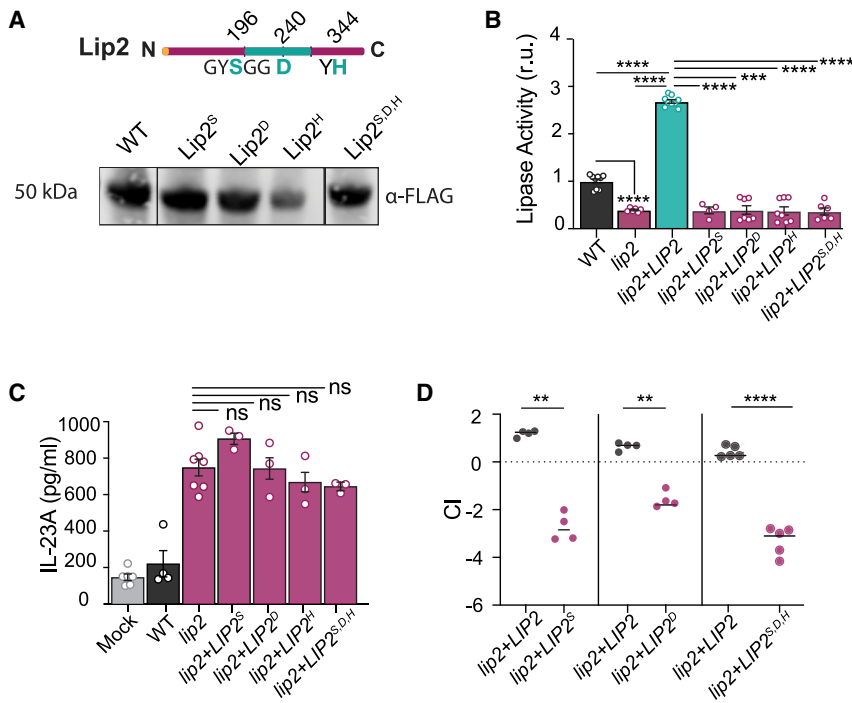 A
Lip2 N 196 240 344 C
GYSGG D YH
WT Lip2S Lip2D Lip2H Lip2S,D,H
50 kDa α-FLAG
B
Lipase Activity (r.u.)
4
3
2
1
0
**** ****
**** *** ****
****
****
WT lip2 lip2+LIP2 lip2+LIP2S lip2+LIP2D lip2+LIP2H lip2+LIP2S,D,H
C
IL-23A (pg/ml)
1000
800
600
400
200
0
ns
ns
ns
ns
Mock WT lip2 lip2+LIP2S lip2+LIP2D lip2+LIP2H lip2+LIP2S,D,H
D
CI
2
0
-2
-4
-6
** ** ****
lip2+LIP2 lip2+LIP2S lip2+LIP2 lip2+LIP2D lip2+LIP2 lip2+LIP2S,D,H